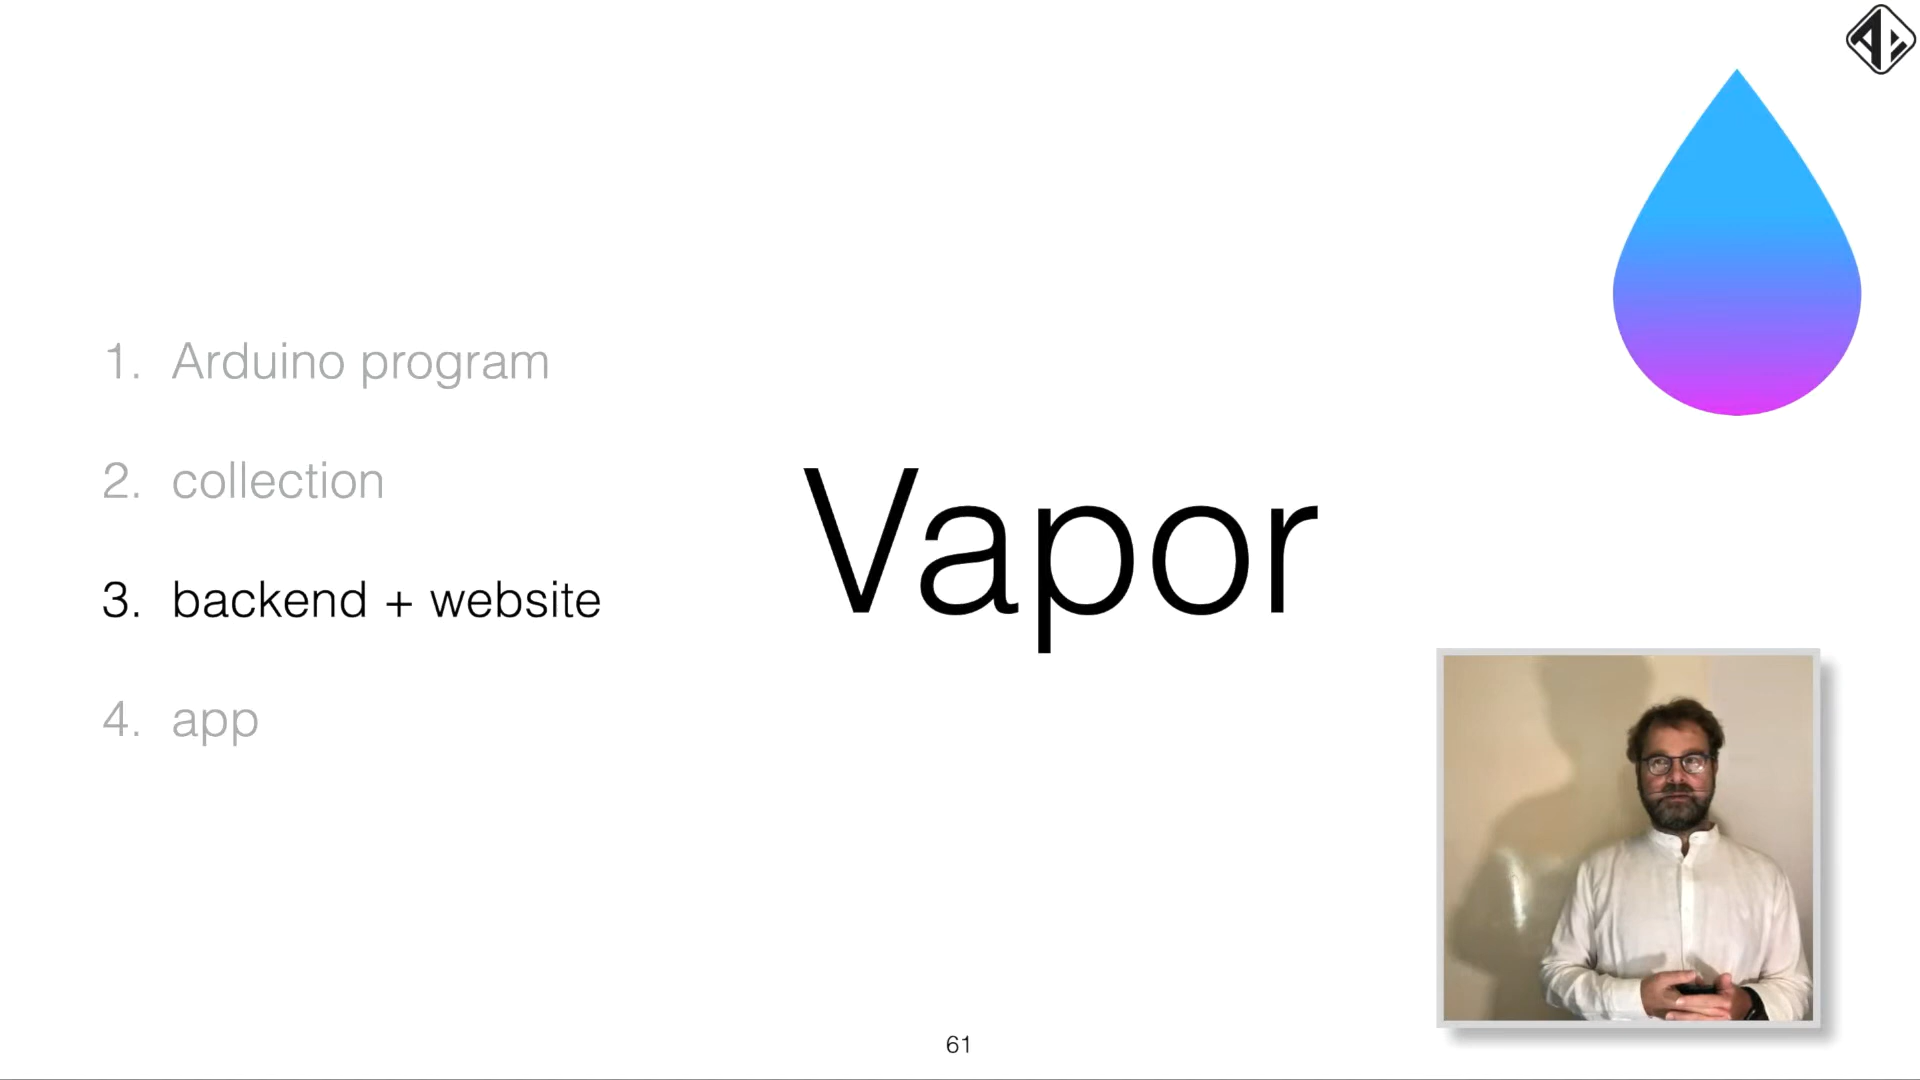 1. Arduino program
2. collection
3. backend + website
4. app
Vapor
61